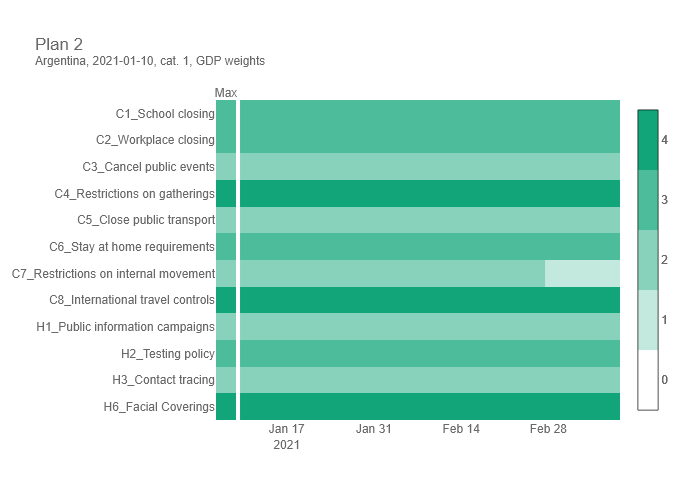 Plan 2
Argentina, 2021-01-10, cat. 1, GDP weights
Max
C1_School closing
C2_Workplace closing
C3_Cancel public events
C4_Restrictions on gatherings
C5_Close public transport
C6_Stay at home requirements
C7_Restrictions on internal movement
C8_International travel controls
H1_Public information campaigns
H2_Testing policy
H3_Contact tracing
H6_Facial Coverings
Jan 17 Jan 31 Feb 14 Feb 28
2021
4
3
2
1
0